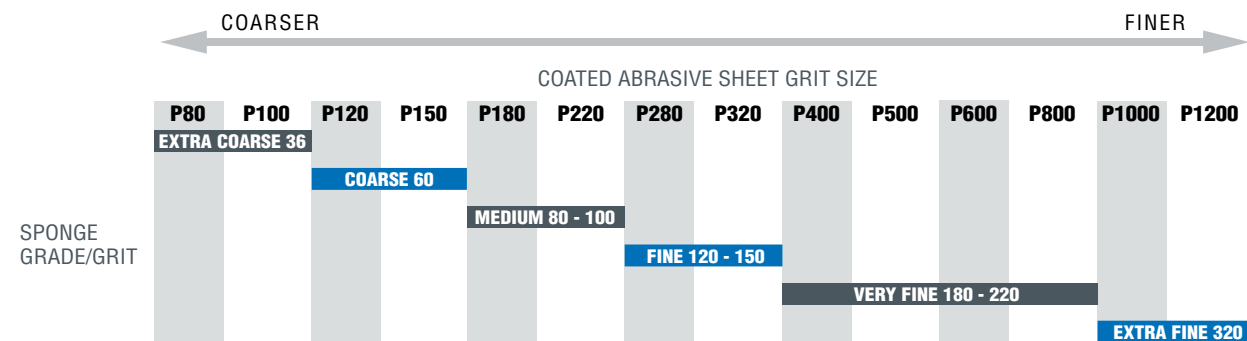 COARSER FINER
COATED ABRASIVE SHEET GRIT SIZE
P80 P100 P120 P150 P180 P220 P280 P320 P400 P500 P600 P800 P1000 P1200
EXTRA COARSE 36
COARSE 60
MEDIUM 80 - 100
SPONGE
GRADE/GRIT
FINE 120 - 150
VERY FINE 180 - 220
EXTRA FINE 320